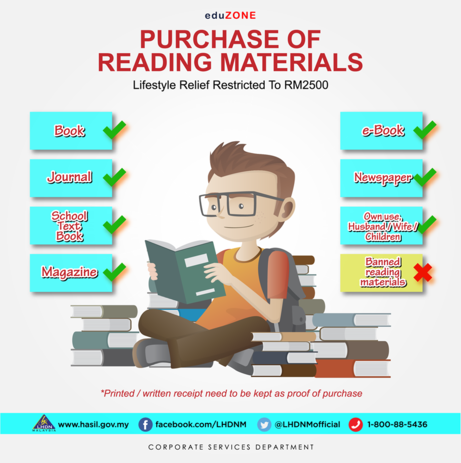 eduZONE
PURCHASE OF
READING MATERIALS
Lifestyle Relief Restricted To RM2500
Book
Journal
School
Text
Book
Magazine
e-Book
Newspaper
Own use;
Husband / Wife /
Children
Banned
reading
materials
*Printed / written receipt need to be kept as proof of purchase
LHDN
MALAYSIA
www.hasil.gov.my
facebook.com/LHDNM
@LHDNMofficial
1-800-88-5436
CORPORATE SERVICES DEPARTMENT